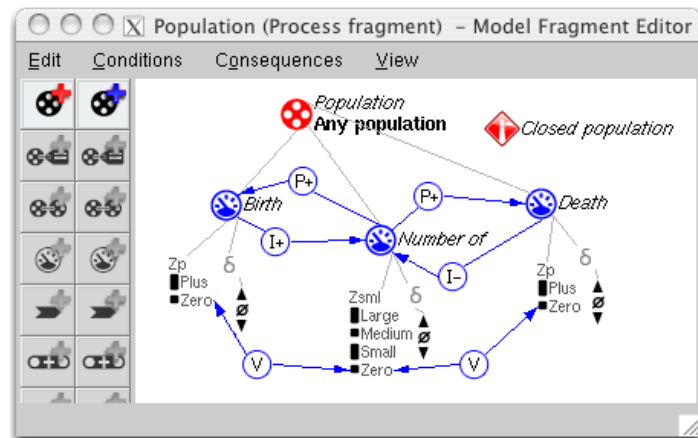 X Population (Process fragment) – Model Fragment Editor
Edit Conditions Consequences View
Population
Any population
Closed population
P+
P+
Birth
Death
I+
Number of
I-
Zp
δ
Plus
Zero
Ø
Zsml
δ
Large
Medium
Small
Zero
Ø
Zp
δ
Plus
Zero
Ø
V
V